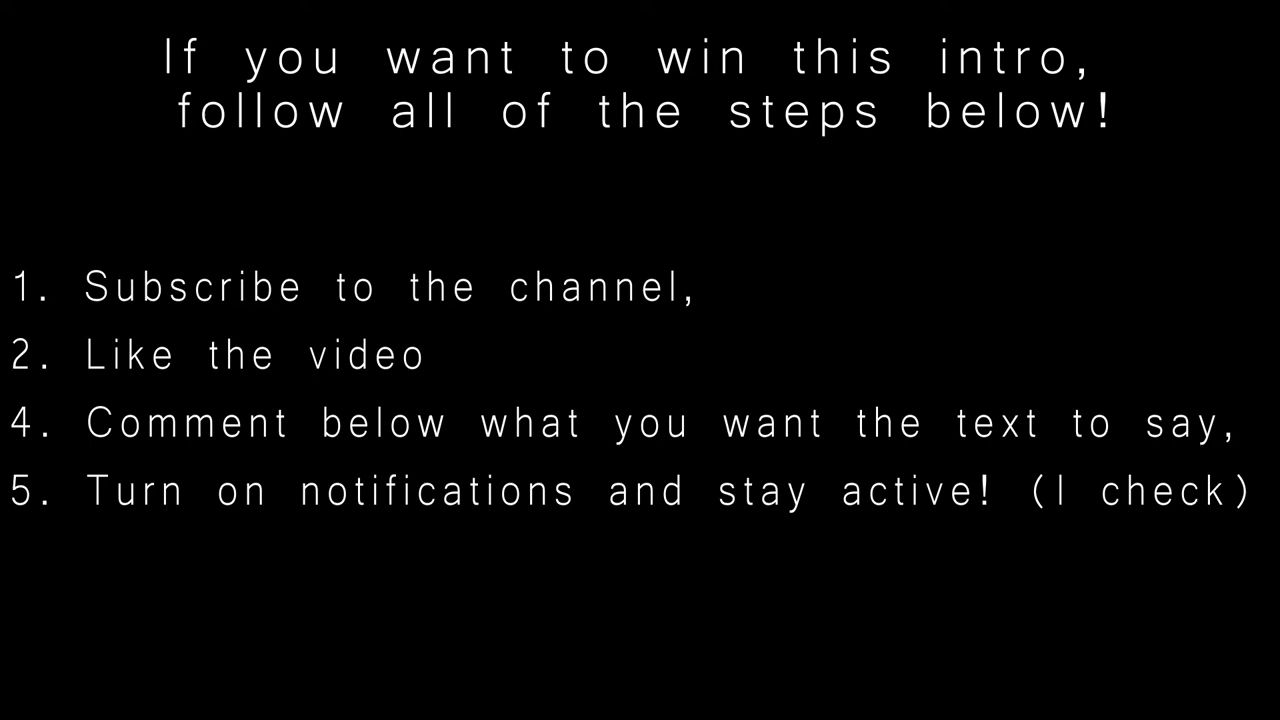 If you want to win this intro,
follow all of the steps below!
1. Subscribe to the channel,
2. Like the video
4. Comment below what you want the text to say,
5. Turn on notifications and stay active! (I check)